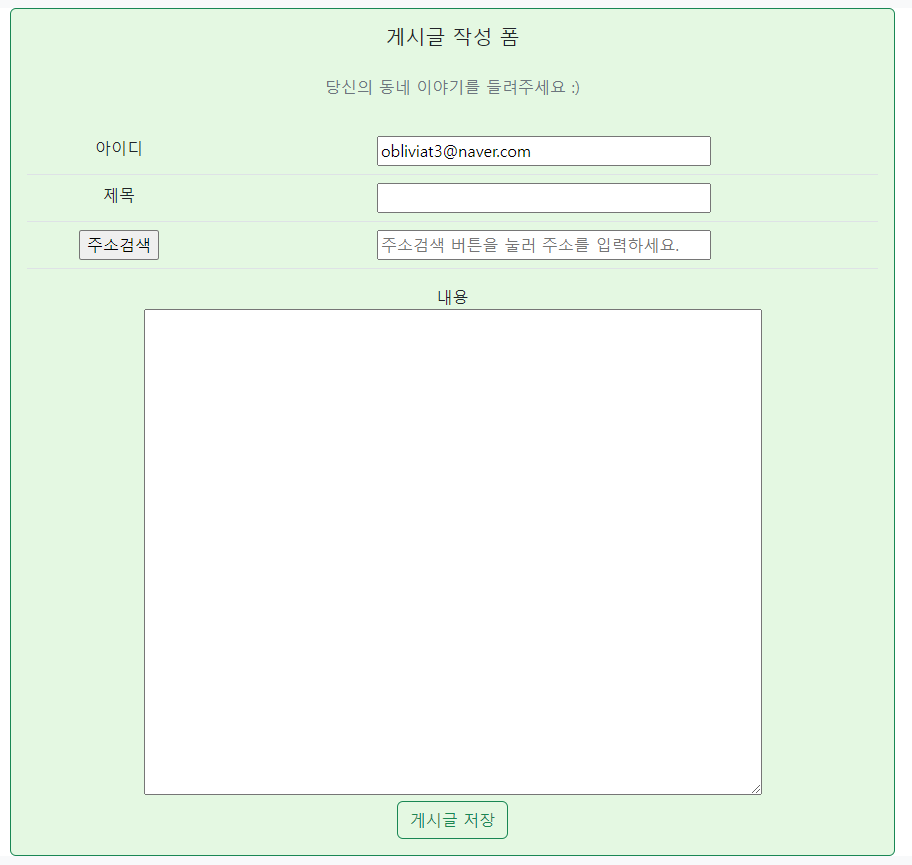 게시글 작성 폼
당신의 동네 이야기를 들려주세요 :)
아이디 obliviat3@naver.com
제목
주소검색 주소검색 버튼을 눌러 주소를 입력하세요.
내용
게시글 저장